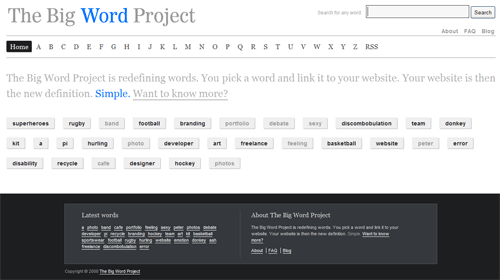 The Big Word Project
Search for any word: Search
About FAQ Blog
Home A B C D E F G H I J K L M N O P Q R S T U V W X Y Z RSS
The Big Word Project is redefining words. You pick a word and link it to your website. Your website is then
the new definition. Simple. Want to know more?
superheroes rugby band football branding portfolio debate sexy discombobulation team donkey
kit a pi hurling photo developer art freelance feeling basketball website peter error
disability recycle cafe designer hockey photos
Latest words
a photo band cafe portfolio feeling sexy peter photos debate
developer pi recycle branding hockey team art kit basketball
sportswear football rugby hurling website emotion donkey ash
freelance discombobulation error
About The Big Word Project
The Big Word Project is redefining words. You pick a word and link it to your
website. Your website is then the new definition. Simple. Want to know
more?
About | FAQ | Blog
Copyright © 2008 The Big Word Project